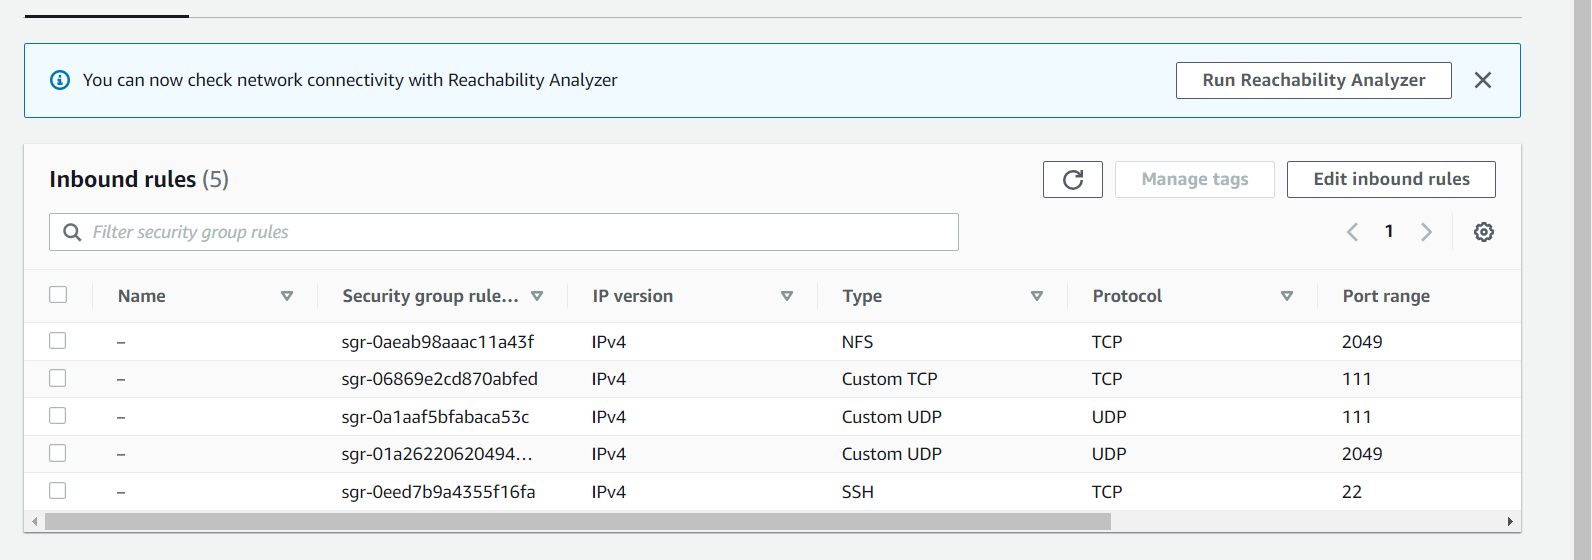 You can now check network connectivity with Reachability Analyzer Run Reachability Analyzer
Inbound rules (5) Manage tags Edit inbound rules
Filter security group rules 1
Name Security group rule... IP version Type Protocol Port range
– sgr-0aeab98aaac11a43f IPv4 NFS TCP 2049
– sgr-06869e2cd870abfed IPv4 Custom TCP TCP 111
– sgr-0a1aaf5bfabaca53c IPv4 Custom UDP UDP 111
– sgr-01a26220620494... IPv4 Custom UDP UDP 2049
– sgr-0eed7b9a4355f16fa IPv4 SSH TCP 22